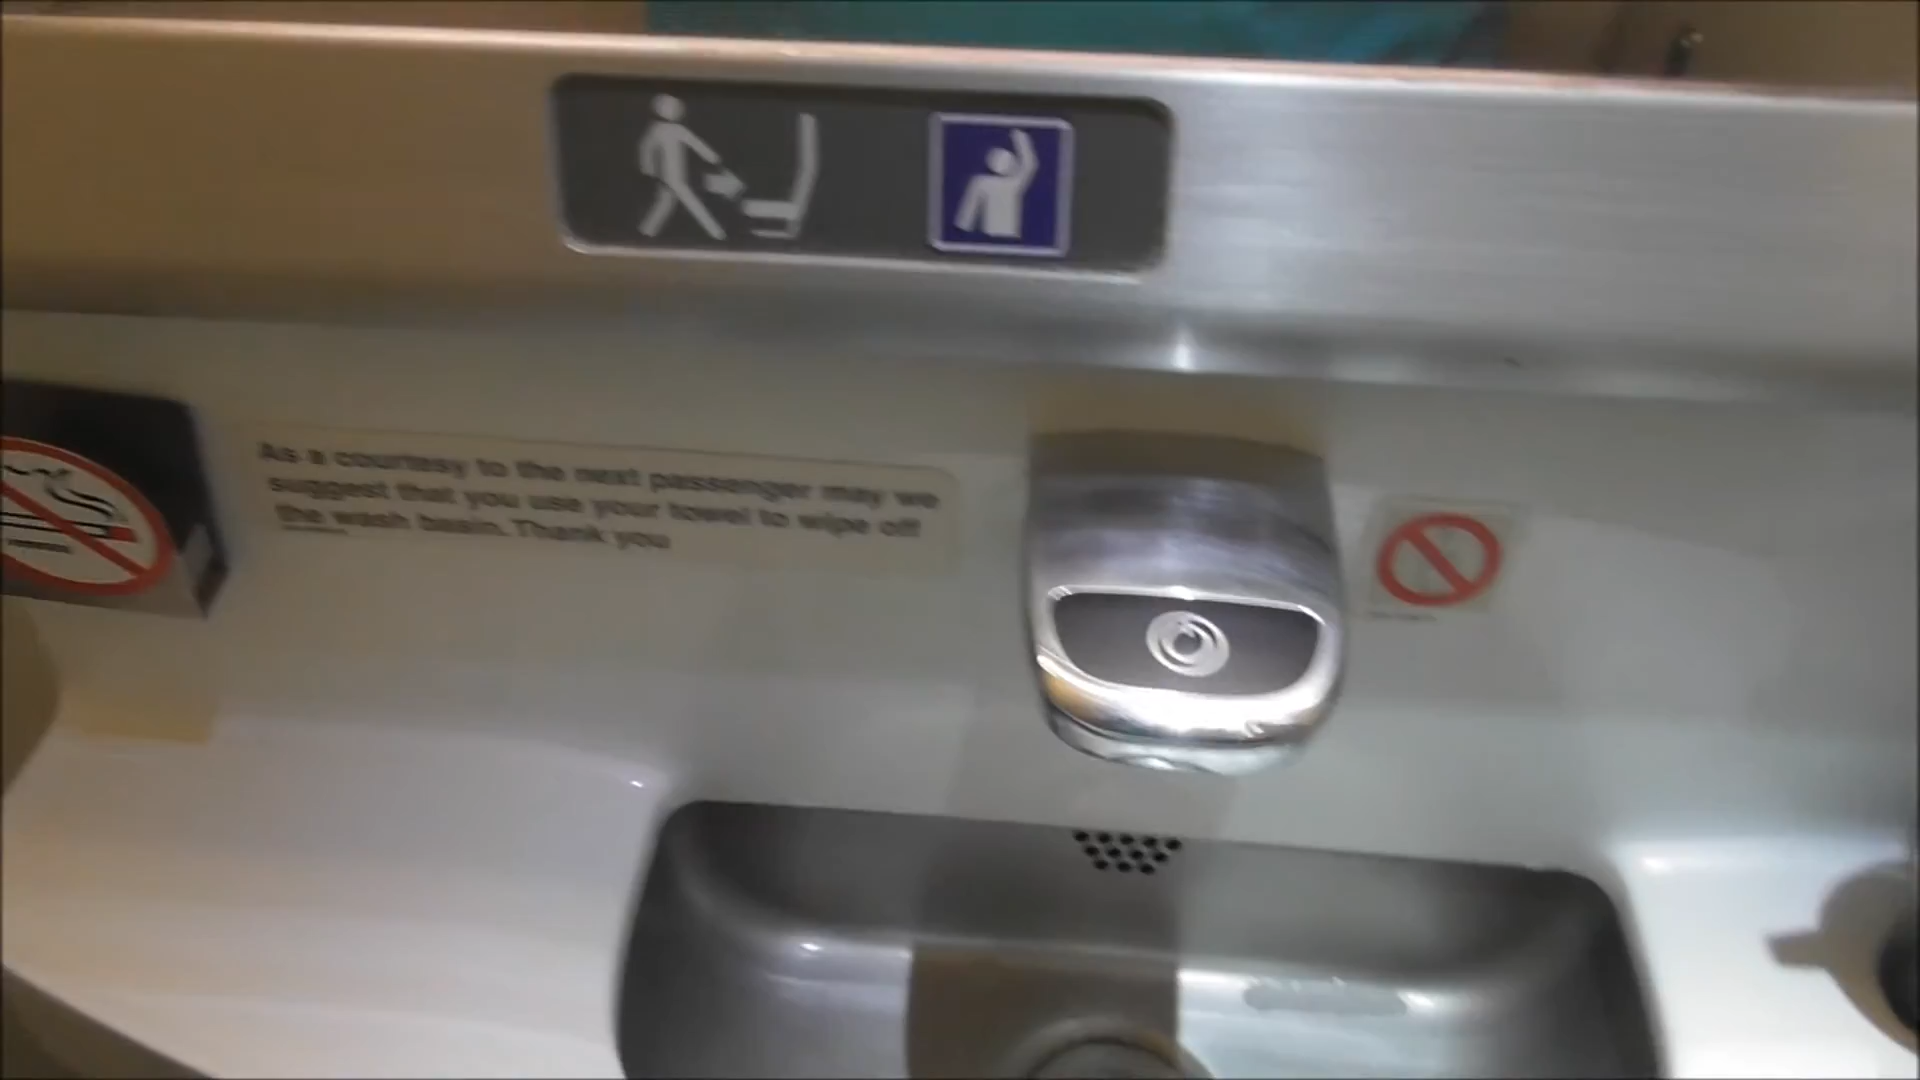 As a courtesy to the next passenger may we
suggest that you use your towel to wipe off
the wash basin. Thank you